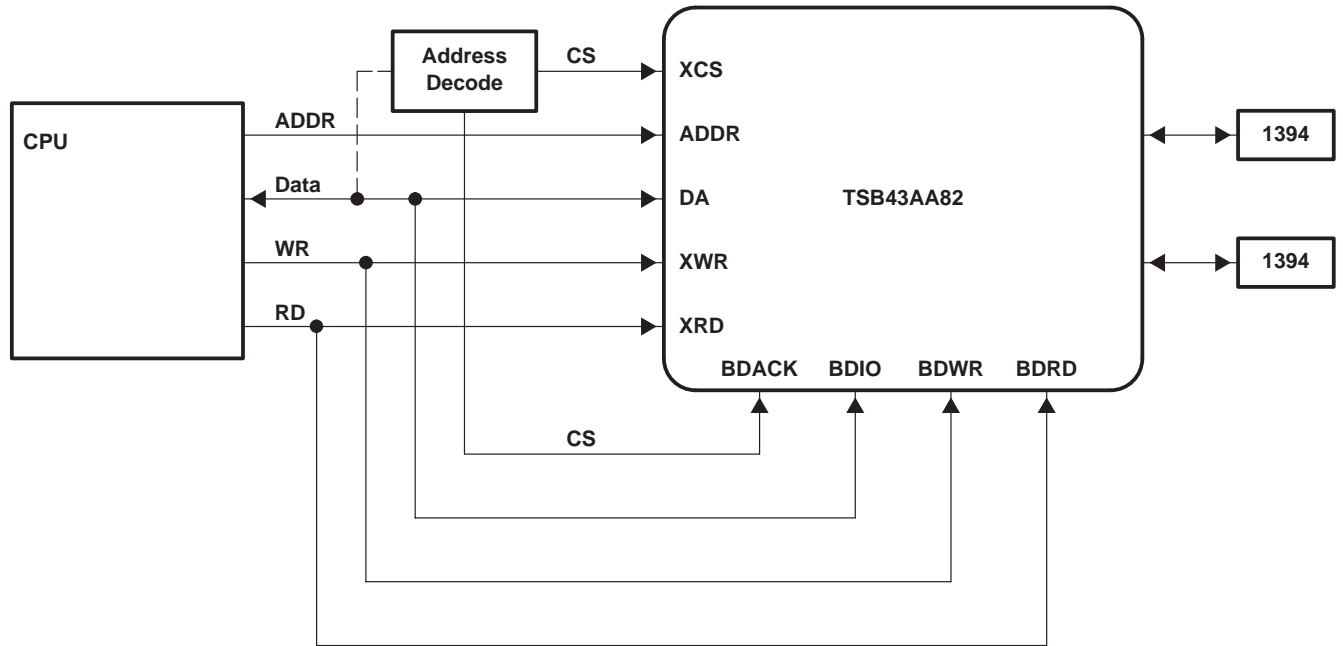 Address
Decode
CS
XCS
CPU
ADDR
ADDR
1394
Data
DA
TSB43AA82
WR
XWR
1394
RD
XRD
BDACK BDIO BDWR BDRD
CS